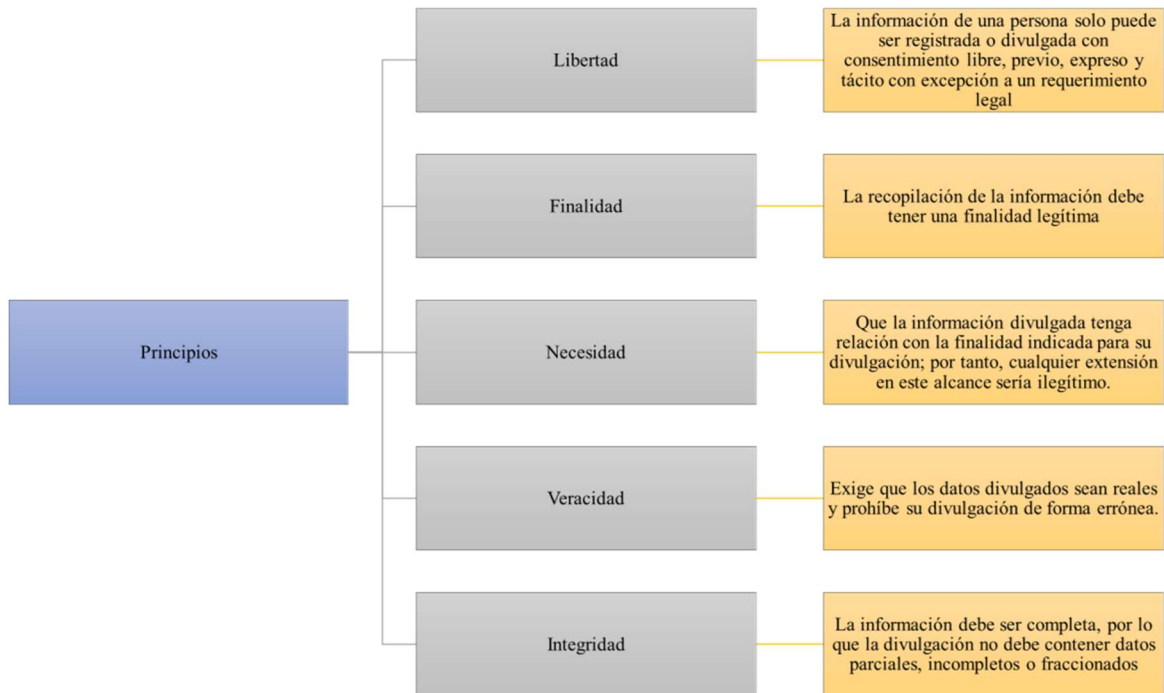 Principios
Libertad
La información de una persona solo puede
ser registrada o divulgada con
consentimiento libre, previo, expreso y
tácito con excepción a un requerimiento
legal
Finalidad
La recopilación de la información debe
tener una finalidad legítima
Necesidad
Que la información divulgada tenga
relación con la finalidad indicada para su
divulgación; por tanto, cualquier extensión
en este alcance sería ilegítimo.
Veracidad
Exige que los datos divulgados sean reales
y prohíbe su divulgación de forma errónea.
Integridad
La información debe ser completa, por lo
que la divulgación no debe contener datos
parciales, incompletos o fraccionados